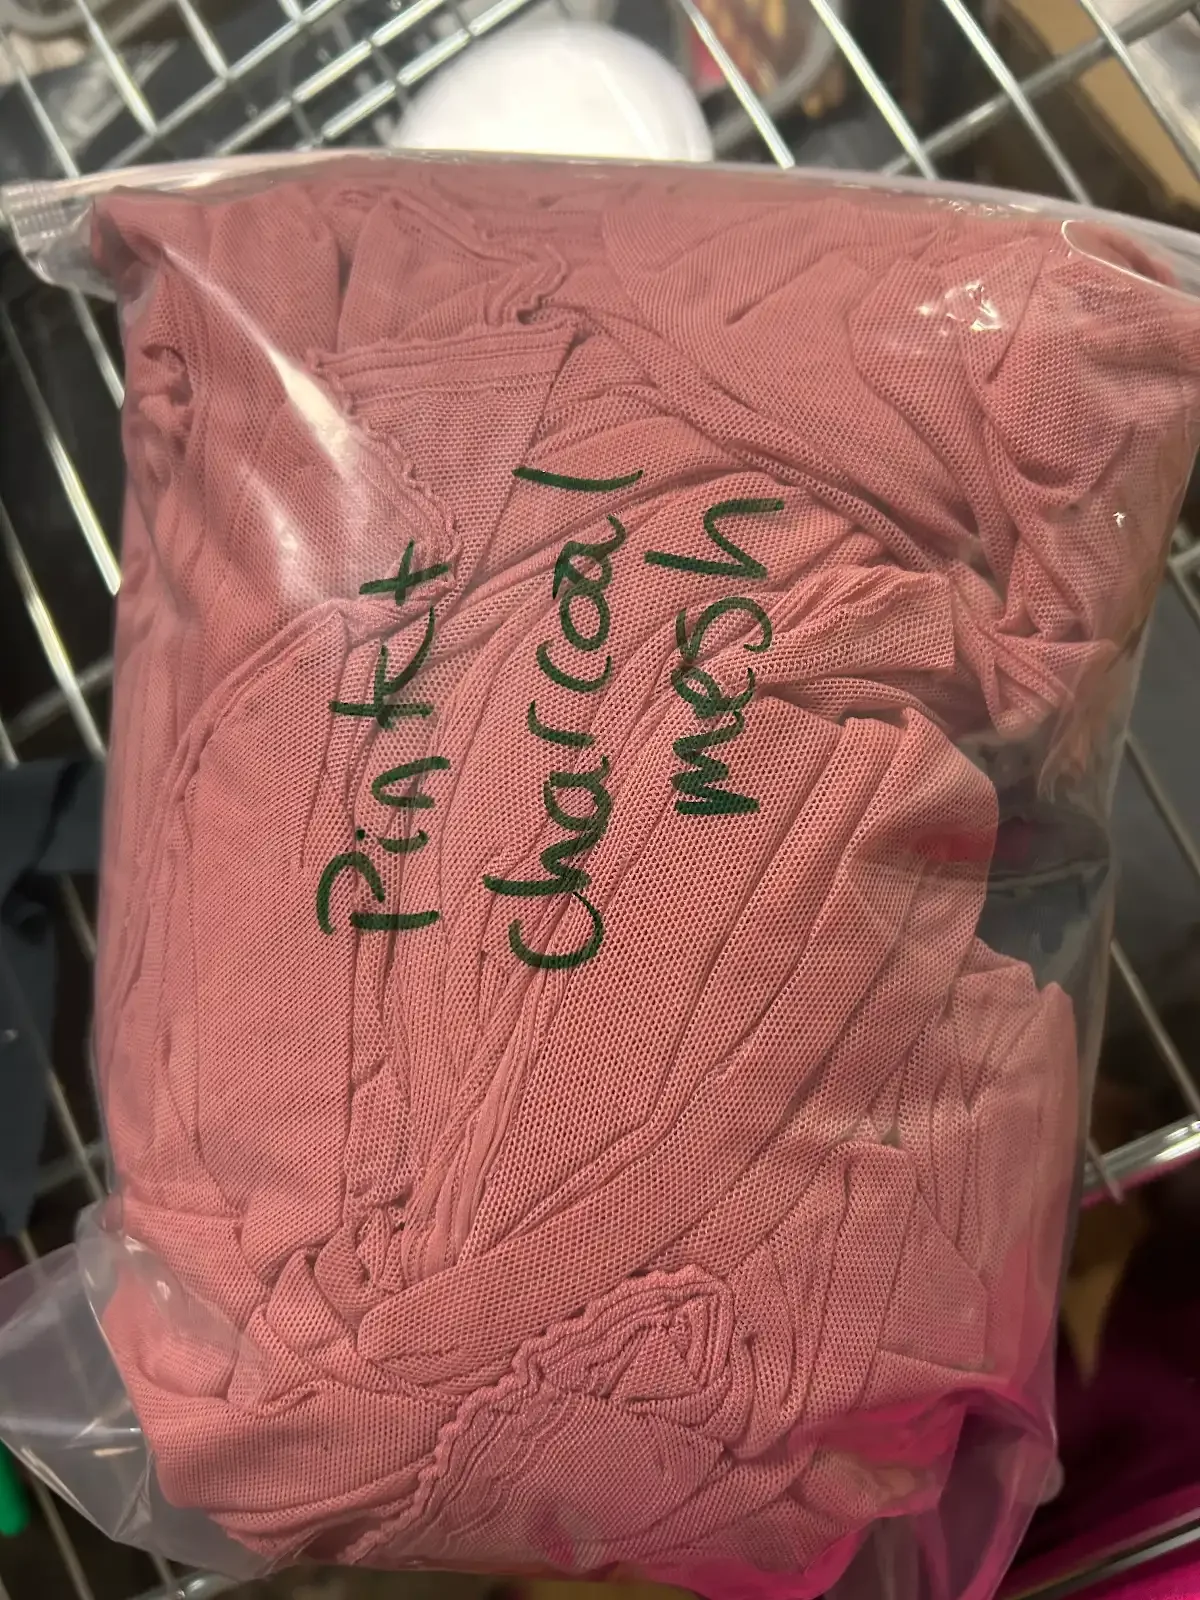 Pink +
Charcoal
mesh